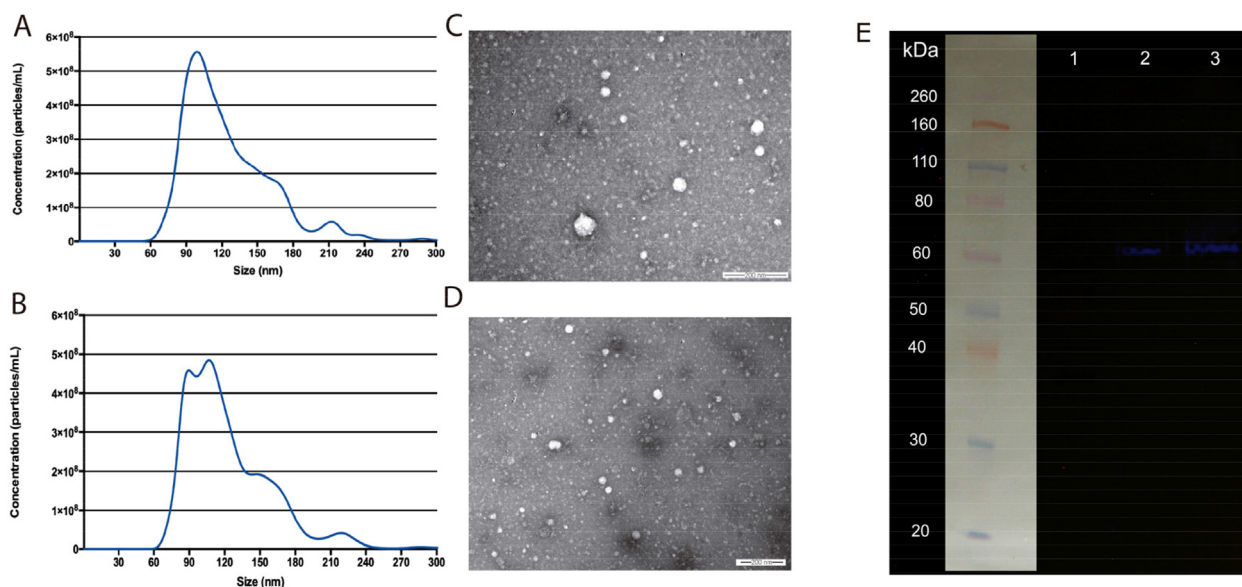 A
Concentration (particles/mL)
6×10⁸
5×10⁸
4×10⁸
3×10⁸
2×10⁸
1×10⁸
0
30 60 90 120 150 180 210 240 270 300
Size (nm)
B
Concentration (particles/mL)
6×10⁸
5×10⁸
4×10⁸
3×10⁸
2×10⁸
1×10⁸
0
30 60 90 120 150 180 210 240 270 300
Size (nm)
C
200 nm
D
200 nm
E
kDa
1 2 3
260
160
110
80
60
50
40
30
20